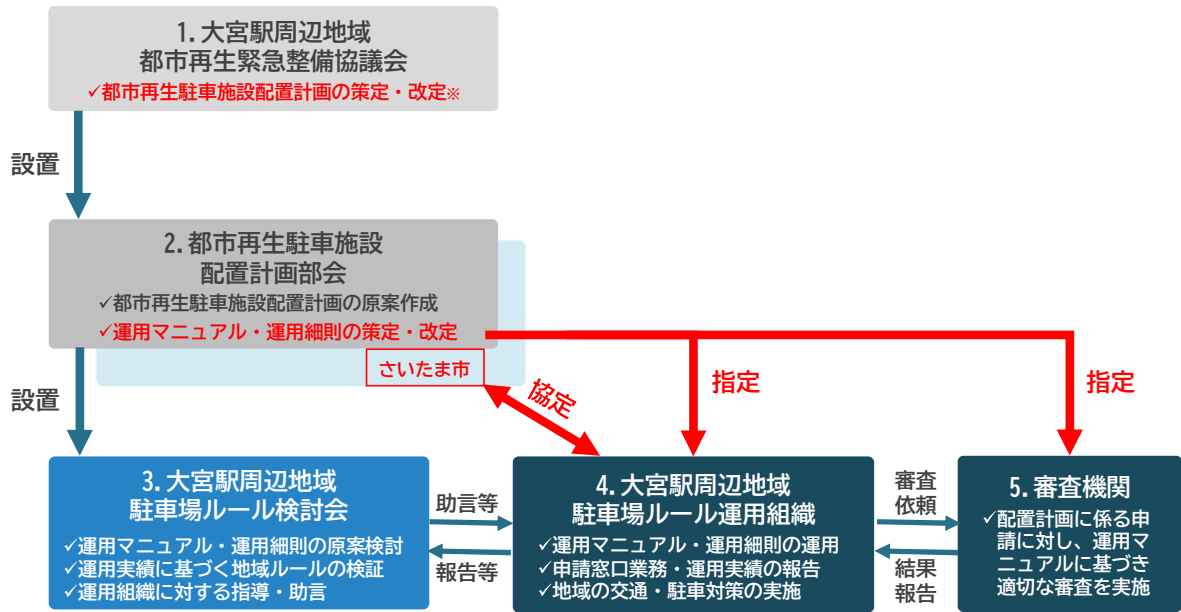 1.大宮駅周辺地域
都市再生緊急整備協議会
✓都市再生駐車施設配置計画の策定・改定※
設置
2.都市再生駐車施設
配置計画部会
✓都市再生駐車施設配置計画の原案作成
✓運用マニュアル・運用細則の策定・改定
さいたま市
設置
協定
指定
指定
3.大宮駅周辺地域
駐車場ルール検討会
✓運用マニュアル・運用細則の原案検討
✓運用実績に基づく地域ルールの検証
✓運用組織に対する指導・助言
助言等
報告等
4.大宮駅周辺地域
駐車場ルール運用組織
✓運用マニュアル・運用細則の運用
✓申請窓口業務・運用実績の報告
✓地域の交通・駐車対策の実施
審査
依頼
結果
報告
5.審査機関
✓配置計画に係る申
請に対し、運用マ
ニュアルに基づき
適切な審査を実施